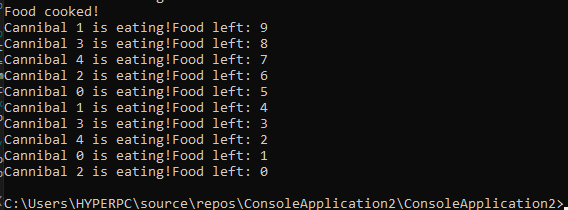 Food cooked!
Cannibal 1 is eating!Food left: 9
Cannibal 3 is eating!Food left: 8
Cannibal 4 is eating!Food left: 7
Cannibal 2 is eating!Food left: 6
Cannibal 0 is eating!Food left: 5
Cannibal 1 is eating!Food left: 4
Cannibal 3 is eating!Food left: 3
Cannibal 4 is eating!Food left: 2
Cannibal 0 is eating!Food left: 1
Cannibal 2 is eating!Food left: 0
C:\Users\HYPERPC\source\repos\ConsoleApplication2\ConsoleApplication2>